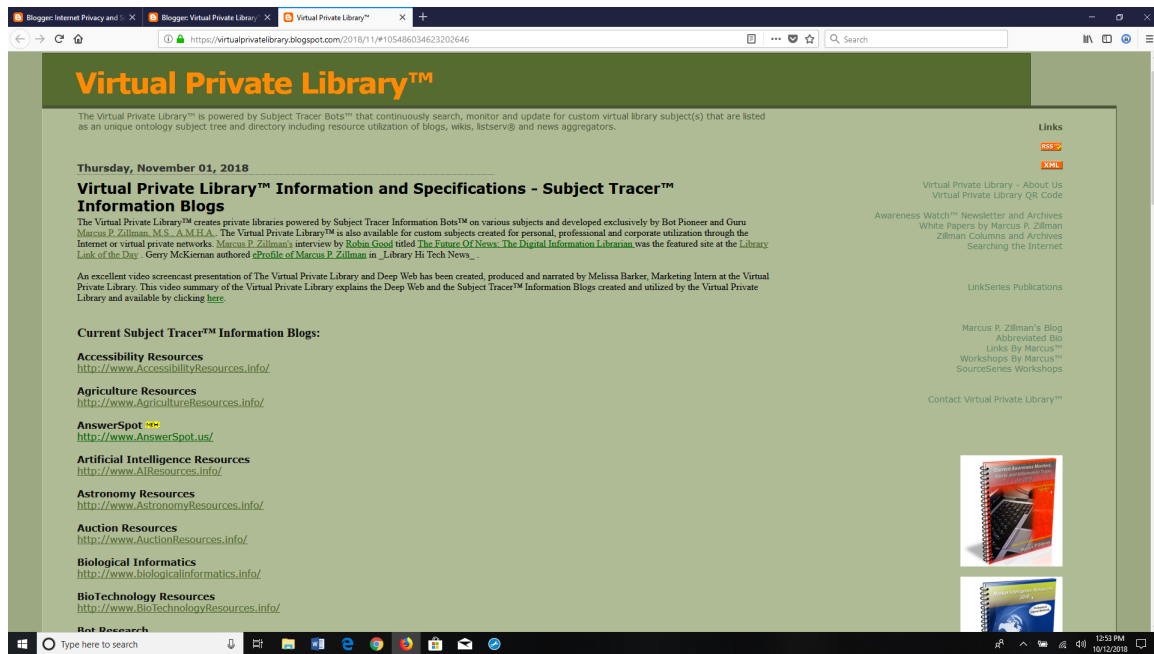 Blogger: Internet Privacy and S
Blogger: Virtual Private Library™
Virtual Private Library™
https://virtualprivatelibrary.blogspot.com/2018/11/#105486034623202646
Search
Virtual Private Library™
The Virtual Private Library™ is powered by Subject Tracer Bots™ that continuously search, monitor and update for custom virtual library subject(s) that are listed
as an unique ontology subject tree and directory including resource utilization of blogs, wikis, listserv® and news aggregators.
Thursday, November 01, 2018
Virtual Private Library™ Information and Specifications - Subject Tracer™
Information Blogs
The Virtual Private Library™ creates private libraries powered by Subject Tracer Information Bots™ on various subjects and developed exclusively by Bot Pioneer and Guru
Marcus P. Zillman, M.S., A.M.H.A.. The Virtual Private Library™ is also available for custom subjects created for personal, professional and corporate utilization through the
Internet or virtual private networks. Marcus P. Zillman's interview by Robin Good titled The Future Of News: The Digital Information Librarian was the featured site at the Library
Link of the Day . Gerry McKiernan authored eProfile of Marcus P. Zillman in _Library Hi Tech News_ .
An excellent video screencast presentation of The Virtual Private Library and Deep Web has been created, produced and narrated by Melissa Barker, Marketing Intern at the Virtual
Private Library. This video summary of the Virtual Private Library explains the Deep Web and the Subject Tracer™ Information Blogs created and utilized by the Virtual Private
Library and available by clicking here.
Current Subject Tracer™ Information Blogs:
Accessibility Resources
http://www.AccessibilityResources.info/
Agriculture Resources
http://www.AgricultureResources.info/
AnswerSpot NEW
http://www.AnswerSpot.us/
Artificial Intelligence Resources
http://www.AIResources.info/
Astronomy Resources
http://www.AstronomyResources.info/
Auction Resources
http://www.AuctionResources.info/
Biological Informatics
http://www.biologicalinformatics.info/
BioTechnology Resources
http://www.BioTechnologyResources.info/
Bot Research
Links
RSS
XML
Virtual Private Library - About Us
Virtual Private Library QR Code
Awareness Watch™ Newsletter and Archives
White Papers by Marcus P. Zillman
Zillman Columns and Archives
Searching the Internet
LinkSeries Publications
Marcus P. Zillman's Blog
Abbreviated Bio
Links By Marcus™
Workshops By Marcus™
SourceSeries Workshops
Contact Virtual Private Library™
Type here to search
12:53 PM
10/12/2018